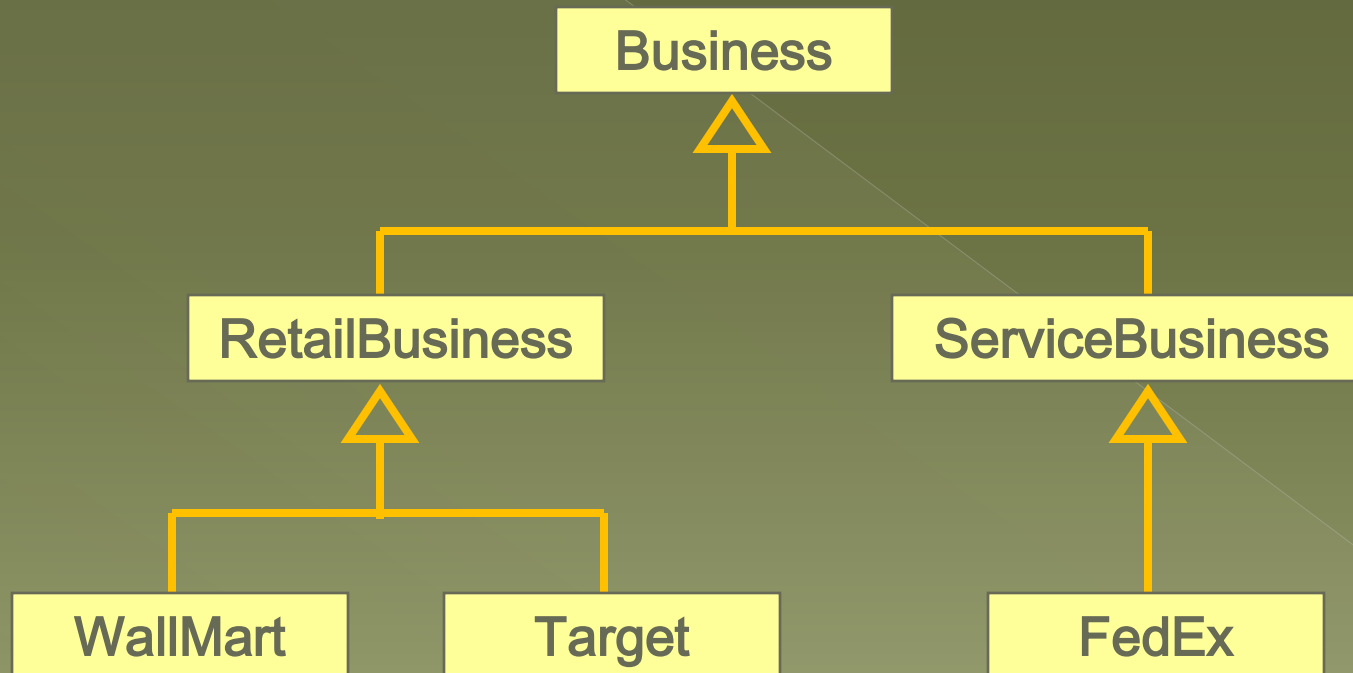 Business
RetailBusiness
ServiceBusiness
WallMart
Target
FedEx